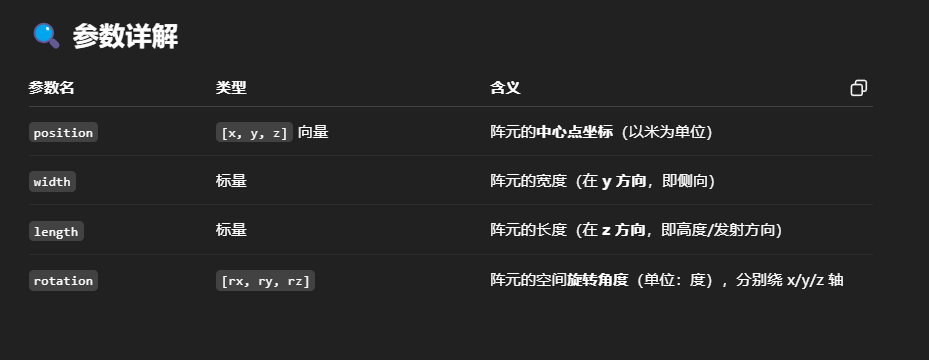 参数详解
参数名 类型 含义
position [x, y, z] 向量 阵元的中心点坐标（以米为单位）
width 标量 阵元的宽度（在 y 方向，即侧向）
length 标量 阵元的长度（在 z 方向，即高度/发射方向）
rotation [rx, ry, rz] 阵元的空间旋转角度（单位：度），分别绕 x/y/z 轴